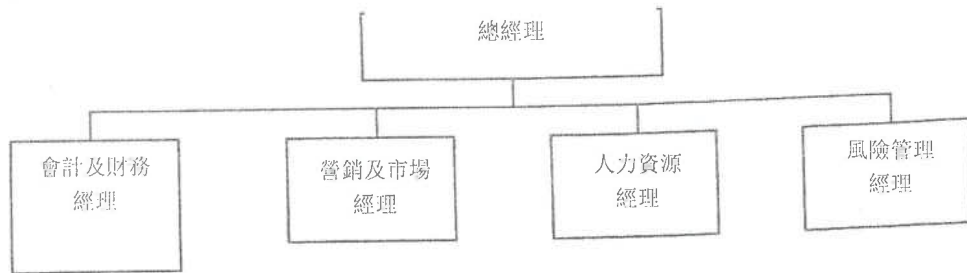 總經理
會計及財務
經理
營銷及市場
經理
人力資源
經理
風險管理
經理